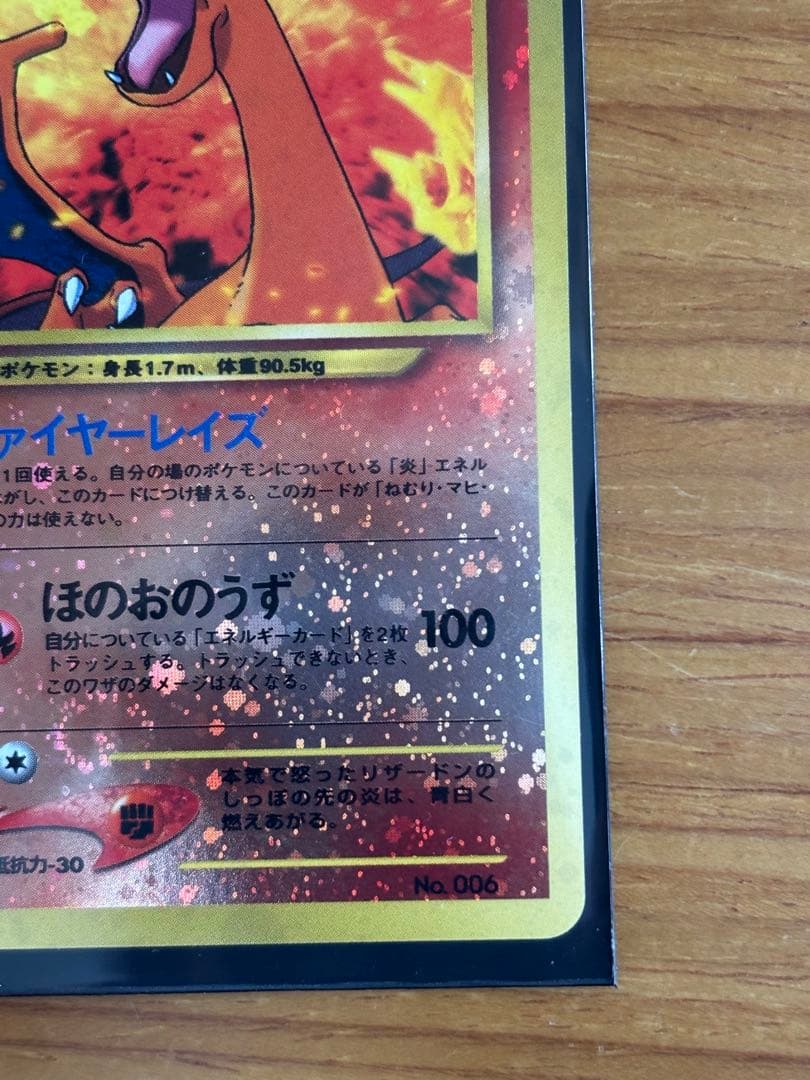 ポケモン：身長1.7m、体重90.5kg
ァイヤーレイズ
1回使える。自分の場のポケモンについている「炎」エネル
がし、このカードにつけ替える。このカードが「ねむり・マヒ・
の力は使えない。
ほのおのうず
100
自分についている「エネルギーカード」を2枚
トラッシュする。トラッシュできないとき、
このワザのダメージはなくなる。
本気で怒ったリザードンの
しっぽの先の炎は、青白く
燃えあがる。
抵抗力-30
No. 006